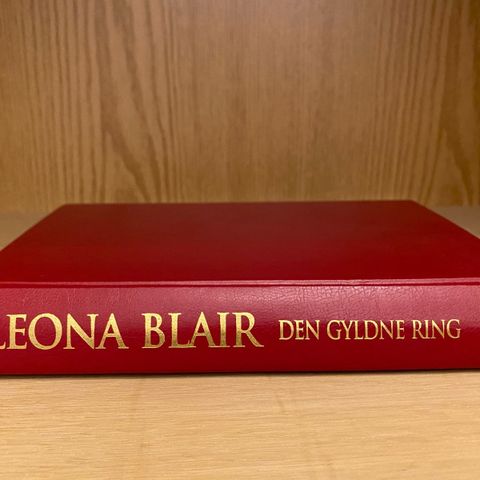 LEONA BLAIR DEN GYLDNE RING